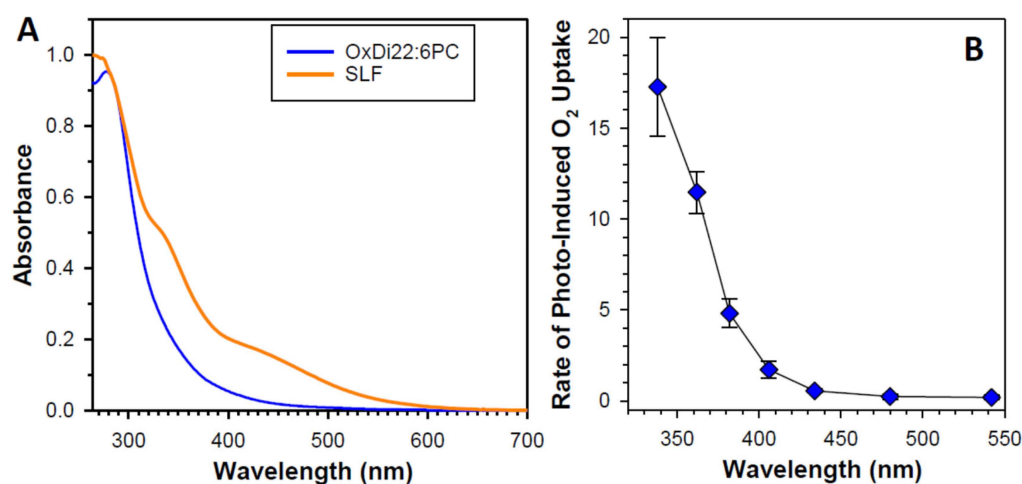 A
OxDi22:6PC
SLF
Absorbance
1.0
0.8
0.6
0.4
0.2
0.0
300
400
500
600
700
Wavelength (nm)
B
Rate of Photo-Induced O₂ Uptake
20
15
10
5
0
350
400
450
500
550
Wavelength (nm)